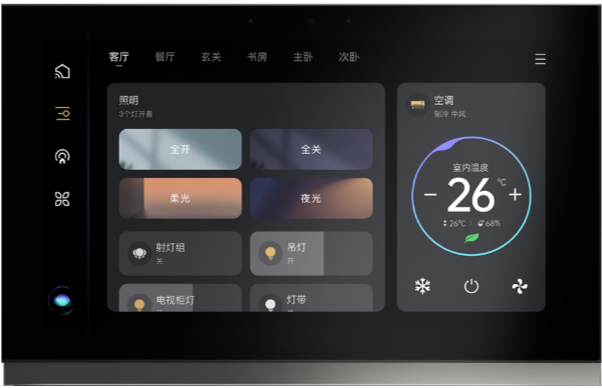 客厅 餐厅 玄关 书房 主卧 次卧
照明
3个灯开着
全开 全关
柔光 夜光
射灯组
关
吊灯
开
电视柜灯
灯带
空调
制冷 中风
室内温度
26℃
26℃ 68%